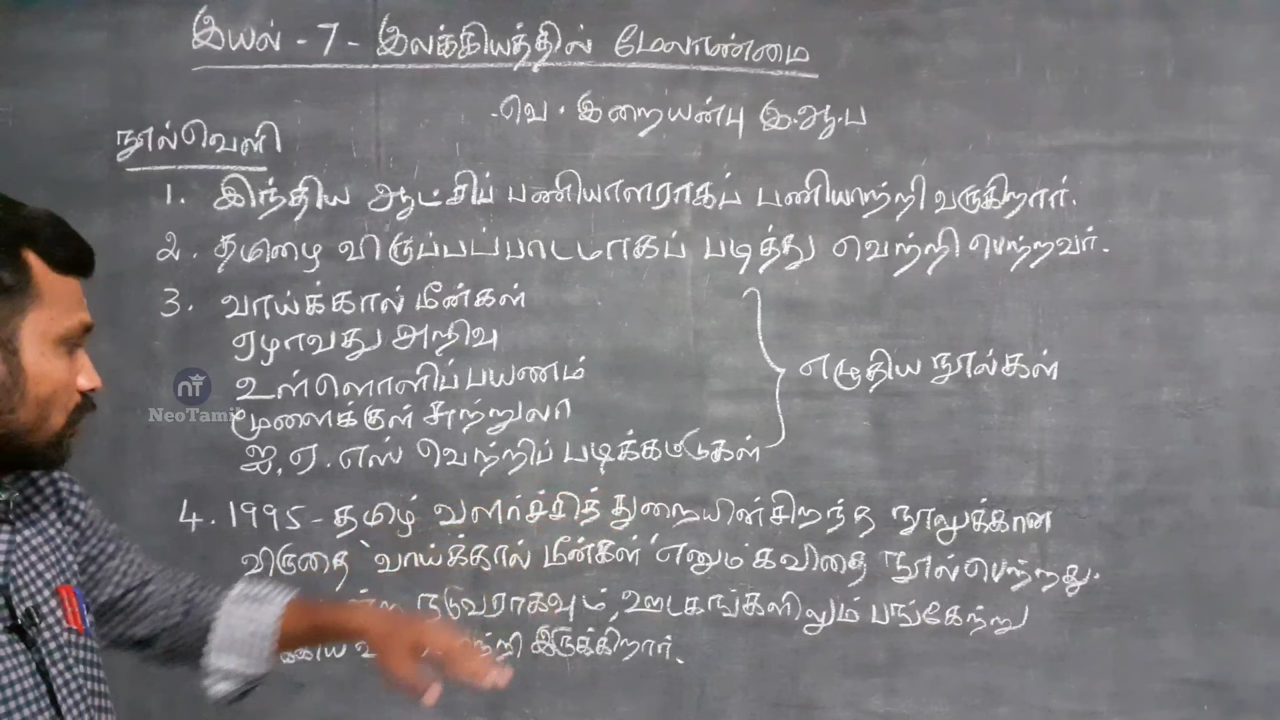 இயல் - 7 - இலக்கியத்தில் மேலாண்மை
வெ. இறையன்பு இ.ஆ.ப
நூல்வெளி
1. இந்திய ஆட்சிப் பணியாளராகப் பணியாற்றி வருகிறார்.
2. தமிழை விருப்பப்பாடமாகப் படித்து வெற்றி பெற்றவர்.
3. வாய்க்கால் மீன்கள்
ஏழாவது அறிவு
உள்ளொளிப்பயணம்
மூளைக்குள் சுற்றுலா
ஐ.ஏ.எஸ் வெற்றிப் படிக்கட்டுகள்
எழுதிய நூல்கள்
NT
NeoTamil
4. 1995 - தமிழ் வளர்ச்சித் துறையின் சிறந்த நூலுக்கான
விருதை 'வாய்க்கால் மீன்கள்' எனும் கவிதை நூல் பெற்றது.
நடுவராகவும், ஊடகங்களிலும் பங்கேற்று
இருக்கிறார்.